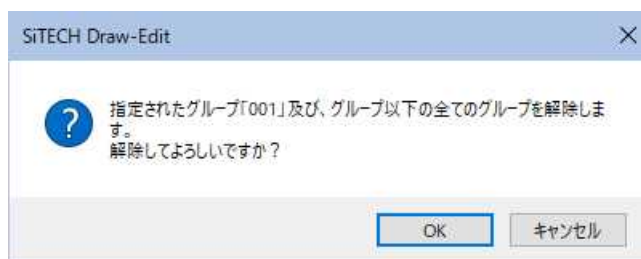 SiTECH Draw-Edit
指定されたグループ「001」及び、グループ以下の全てのグループを解除しま
す。
解除してよろしいですか？
OK
キャンセル